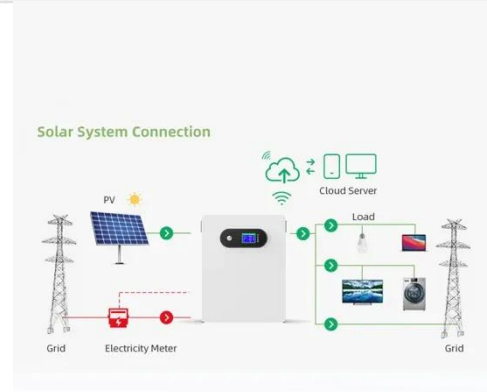 Solar System Connection
Cloud Server
PV
Load
Grid
Electricity Meter
Grid